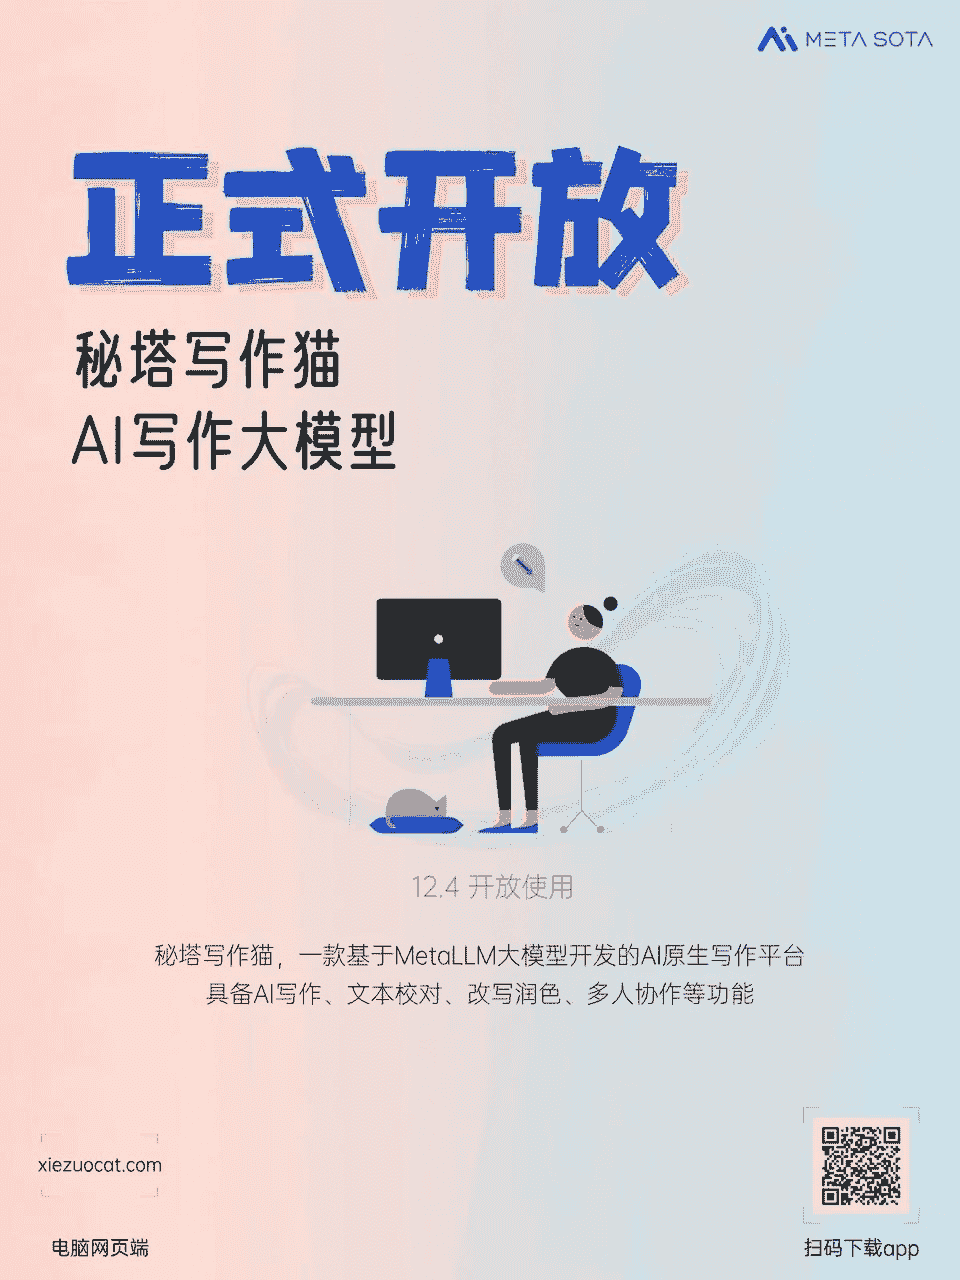 META SOTA
正式开放
秘塔写作猫
AI写作大模型
12.4 开放使用
秘塔写作猫，一款基于MetaLLM大模型开发的AI原生写作平台
具备AI写作、文本校对、改写润色、多人协作等功能
xiezuocat.com
电脑网页端
扫码下载app